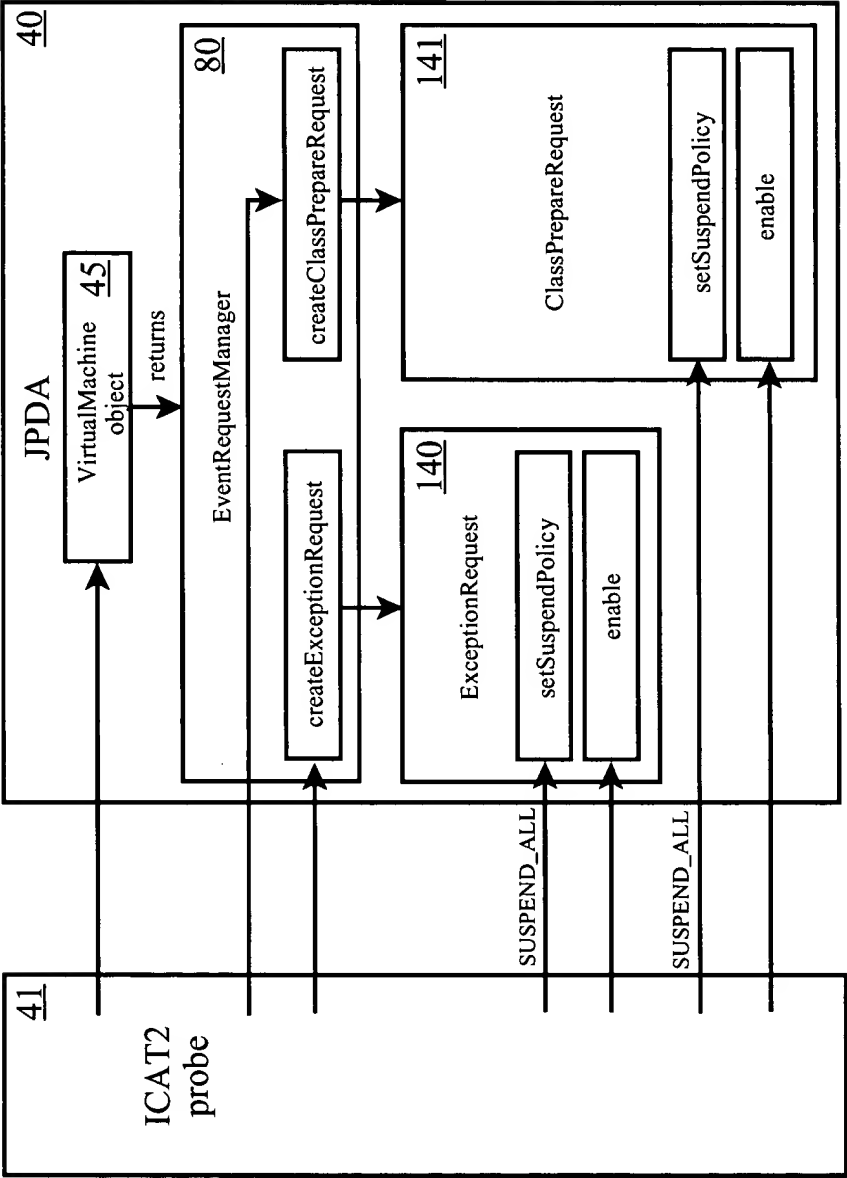 41
ICAT2
probe
SUSPEND_ALL
SUSPEND_ALL
40
JPDA
VirtualMachine
object
45
returns
80
EventRequestManager
createExceptionRequest
createClassPrepareRequest
140
ExceptionRequest
setSuspendPolicy
enable
141
ClassPrepareRequest
setSuspendPolicy
enable